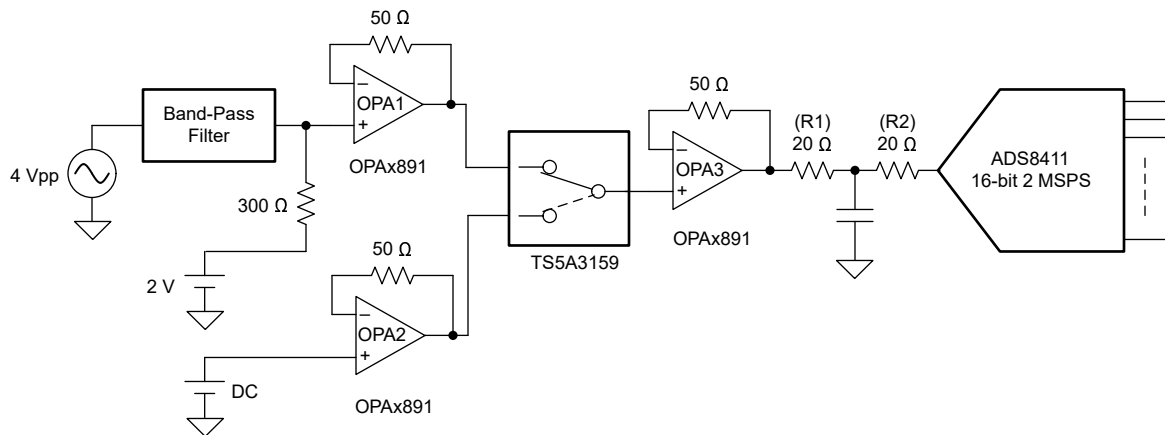 4 Vpp
Band-Pass
Filter
300 Ω
2 V
50 Ω
−
OPA1
+
OPAx891
50 Ω
−
OPA2
+
DC
OPAx891
TS5A3159
50 Ω
−
OPA3
+
OPAx891
(R1)
20 Ω
(R2)
20 Ω
ADS8411
16-bit 2 MSPS